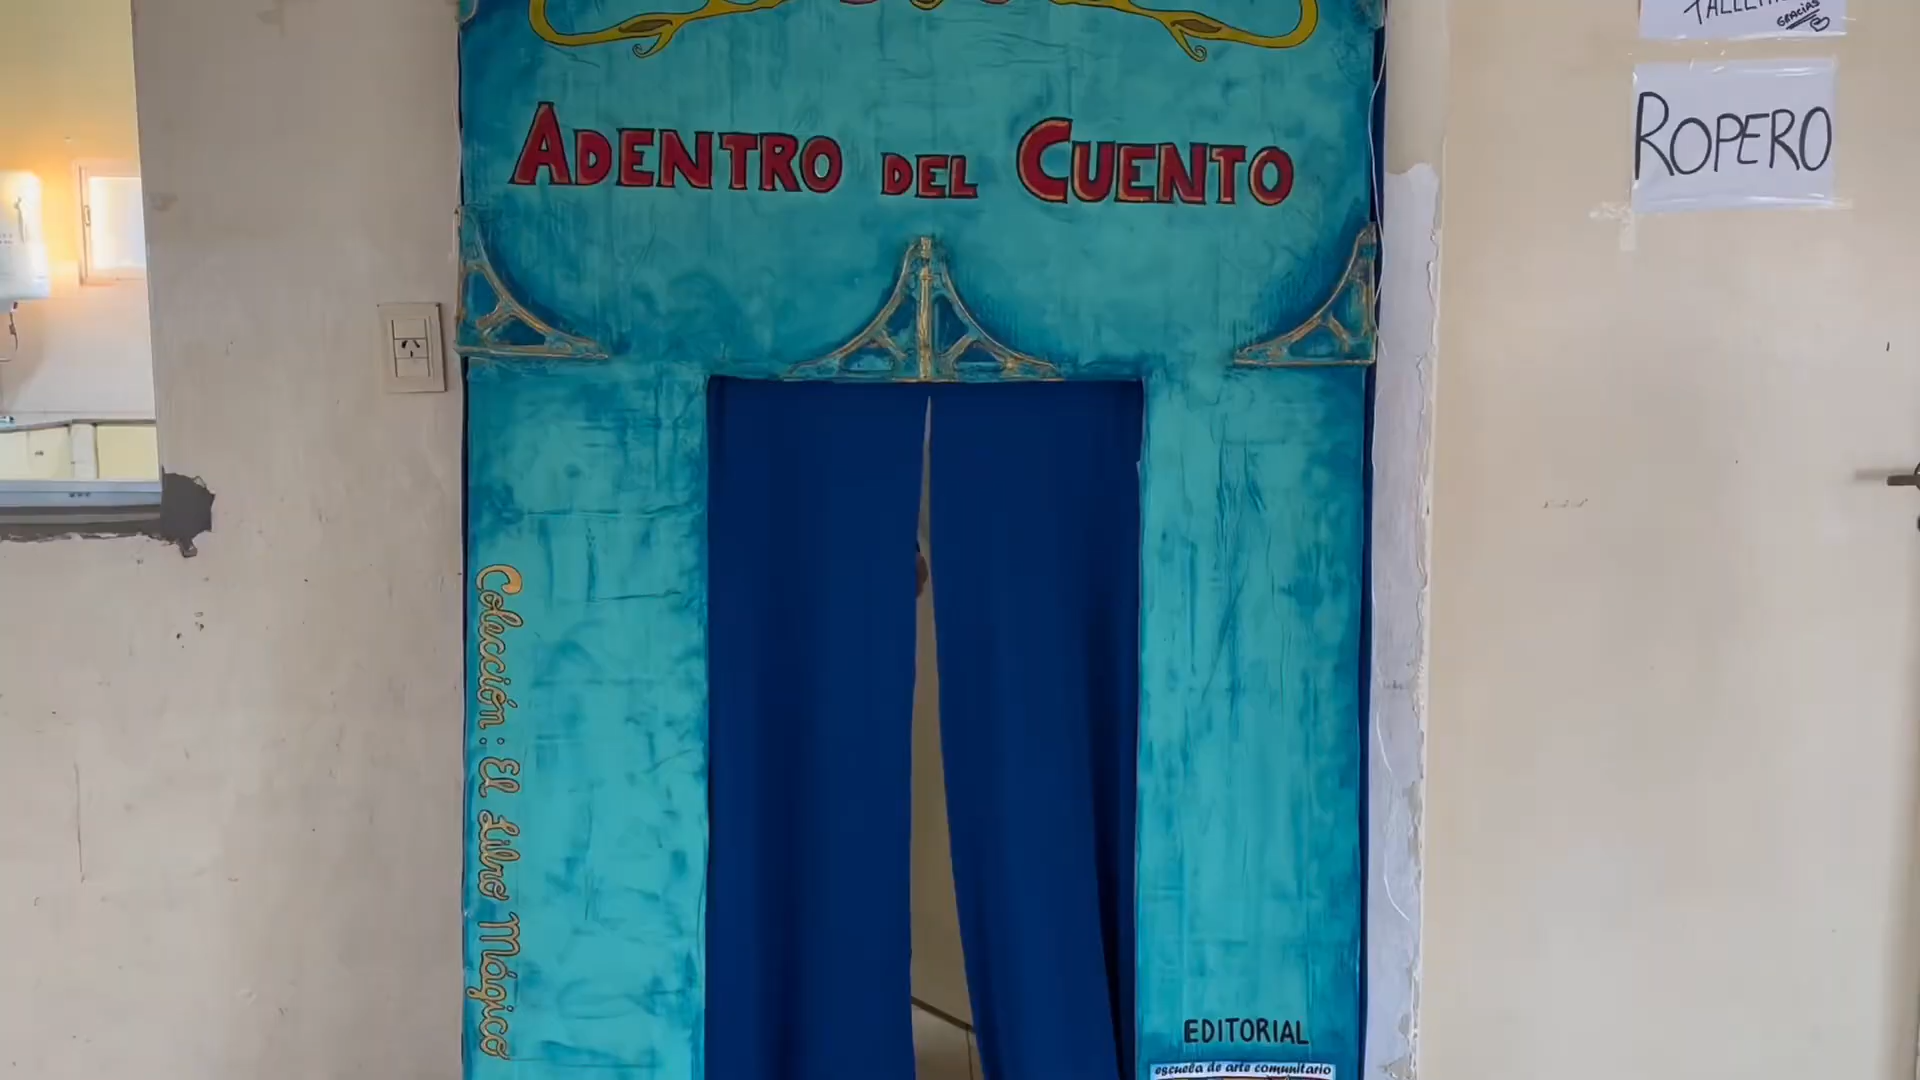 ADENTRO DEL CUENTO
Colección: El Libro Mágico
EDITORIAL
escuela de arte comunitario
GRACIAS
ROPERO